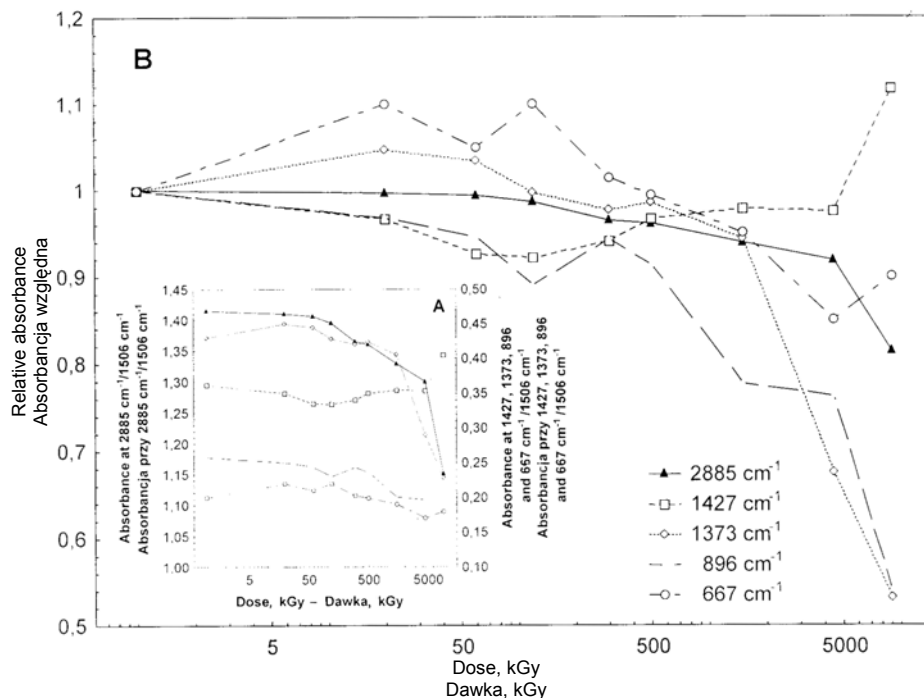 1,2
1,1
1
0,9
0,8
0,7
0,6
0,5
Relative absorbance
Absorbancja względna
B
1,45
1,40
1,35
1,30
1,25
1,20
1,15
1,10
1,05
1,00
Absorbance at 2885 cm⁻¹/1506 cm⁻¹
Absorbancja przy 2885 cm⁻¹/1506 cm⁻¹
A
0,50
0,45
0,40
0,35
0,30
0,25
0,20
0,15
0,10
Absorbance at 1427, 1373, 896
and 667 cm⁻¹/1506 cm⁻¹
Absorbancja przy 1427, 1373, 896
and 667 cm⁻¹/1506 cm⁻¹
5 50 500 5000
Dose, kGy – Dawka, kGy
2885 cm⁻¹
1427 cm⁻¹
1373 cm⁻¹
896 cm⁻¹
667 cm⁻¹
5 50 500 5000
Dose, kGy
Dawka, kGy